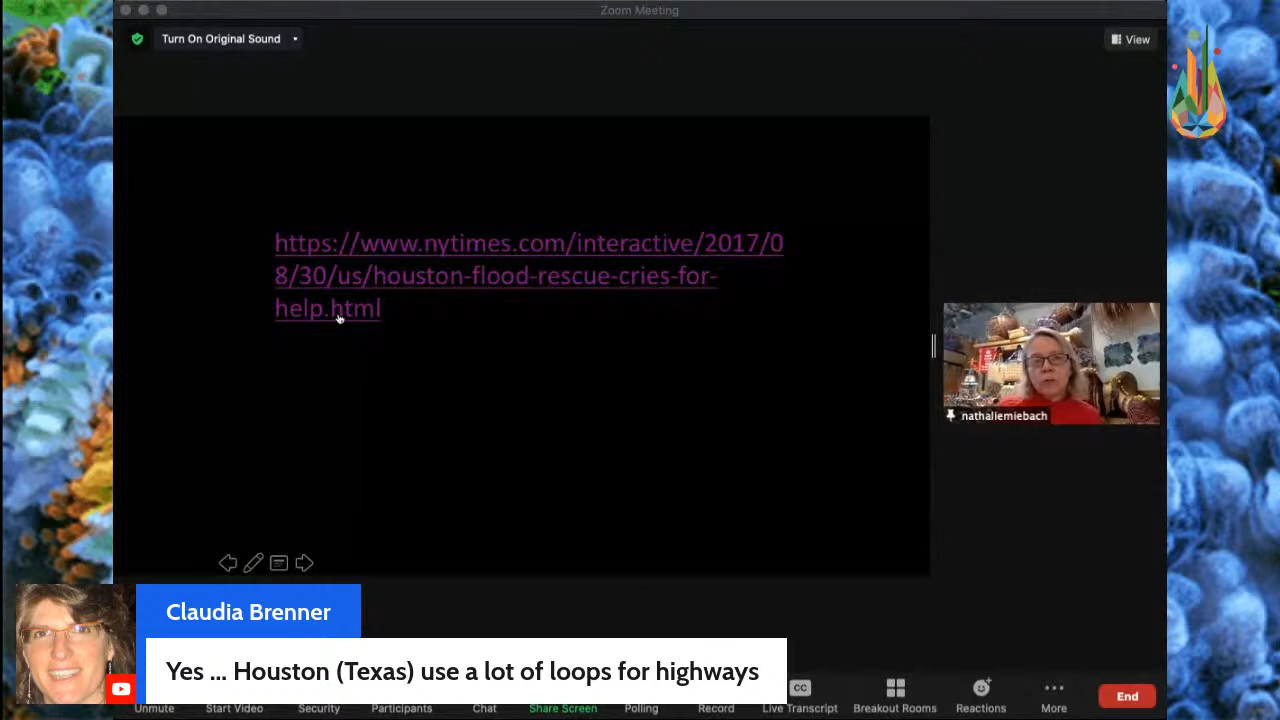 Zoom Meeting
Turn On Original Sound
View
https://www.nytimes.com/interactive/2017/0
8/30/us/houston-flood-rescue-cries-for-
help.html
nathaliemiebach
Claudia Brenner
Yes ... Houston (Texas) use a lot of loops for highways
CC
End
Unmute
Start Video
Security
Participants
Chat
Share Screen
Polling
Record
Live Transcript
Breakout Rooms
Reactions
More